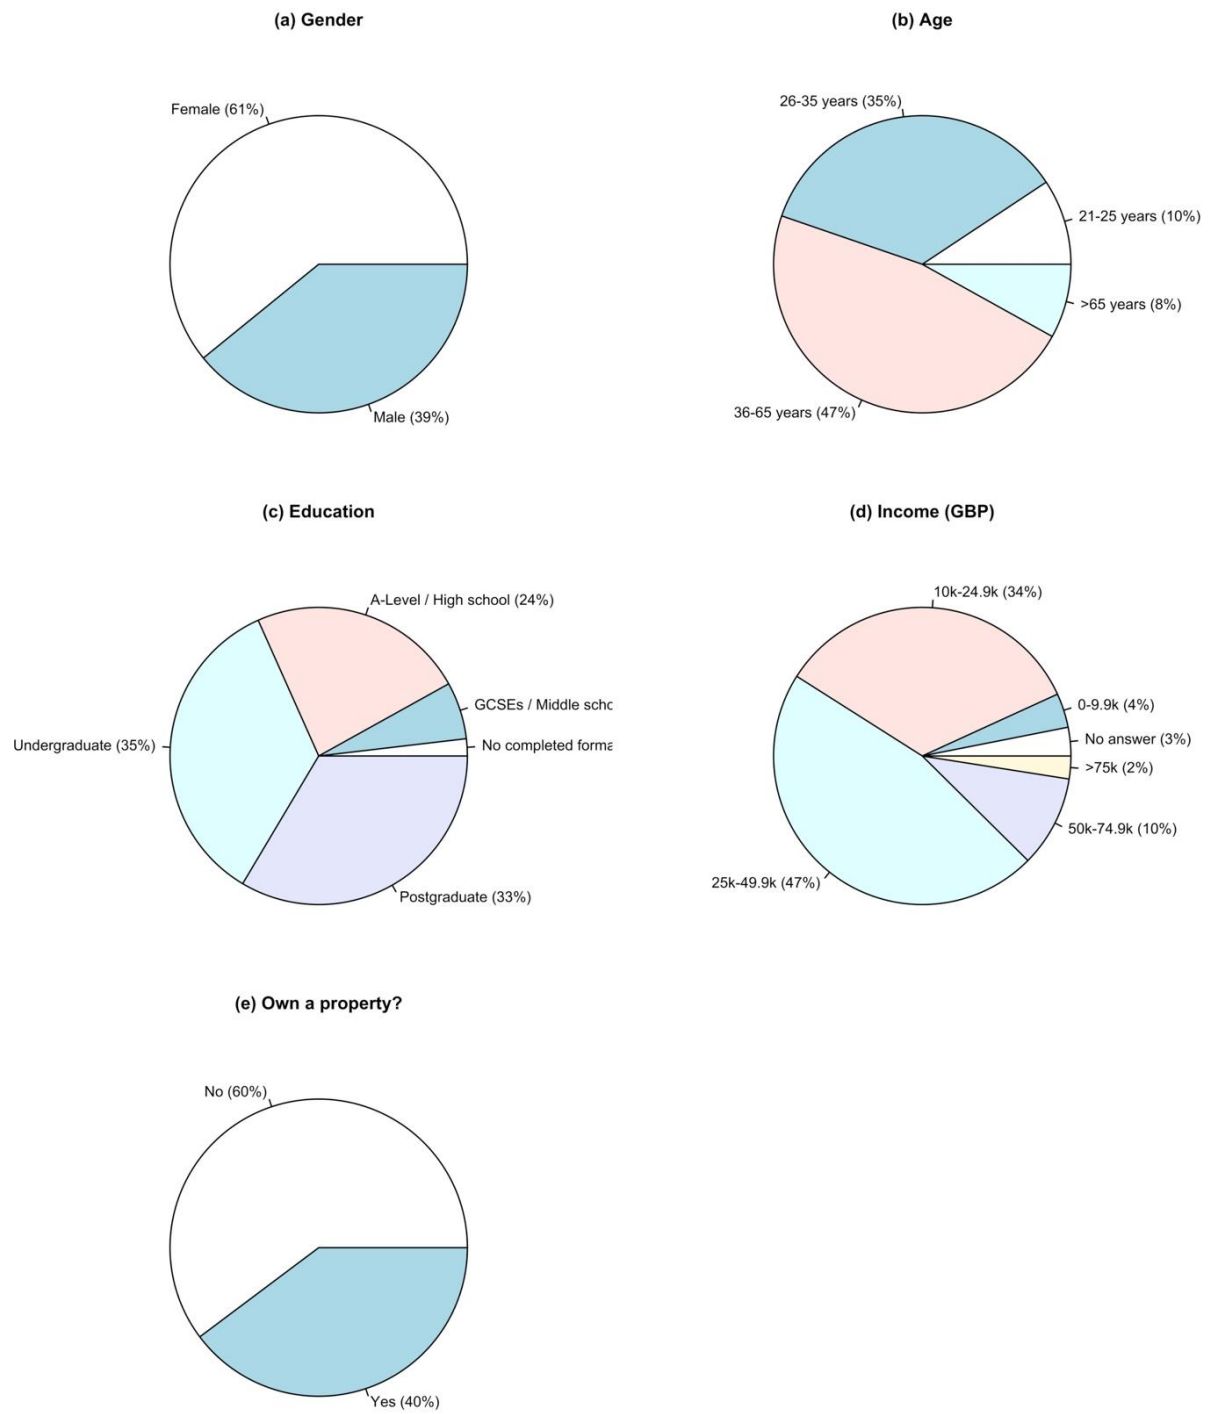 (a) Gender
Female (61%)
Male (39%)
(b) Age
26-35 years (35%)
21-25 years (10%)
>65 years (8%)
36-65 years (47%)
(c) Education
A-Level / High school (24%)
GCSEs / Middle scho
No completed forma
Undergraduate (35%)
Postgraduate (33%)
(d) Income (GBP)
10k-24.9k (34%)
0-9.9k (4%)
No answer (3%)
>75k (2%)
50k-74.9k (10%)
25k-49.9k (47%)
(e) Own a property?
No (60%)
Yes (40%)